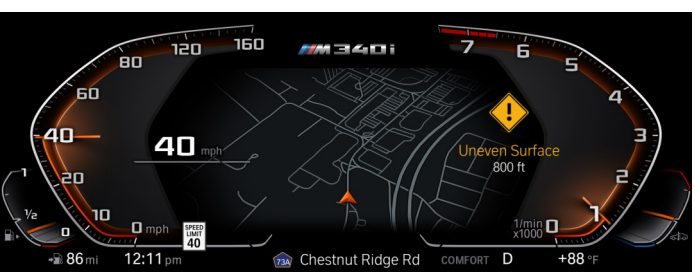 160
120
80
60
40
20
10
0 mph
M340i
7
6
5
4
3
2
1
0
1/min
x1000
40 mph
Uneven Surface
800 ft
1
1/2
0
SPEED
LIMIT
40
86 mi
12:11 pm
73A
Chestnut Ridge Rd
COMFORT D
+88 °F